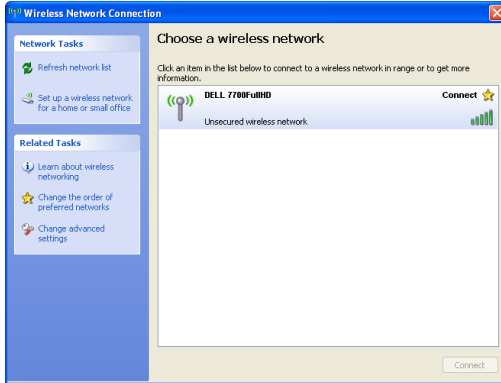 Wireless Network Connection
Network Tasks
Refresh network list
Set up a wireless network
for a home or small office
Related Tasks
Learn about wireless
networking
Change the order of
preferred networks
Change advanced
settings
Choose a wireless network
Click an item in the list below to connect to a wireless network in range or to get more
information.
DELL 7700FullHD
Connect
Unsecured wireless network
Connect